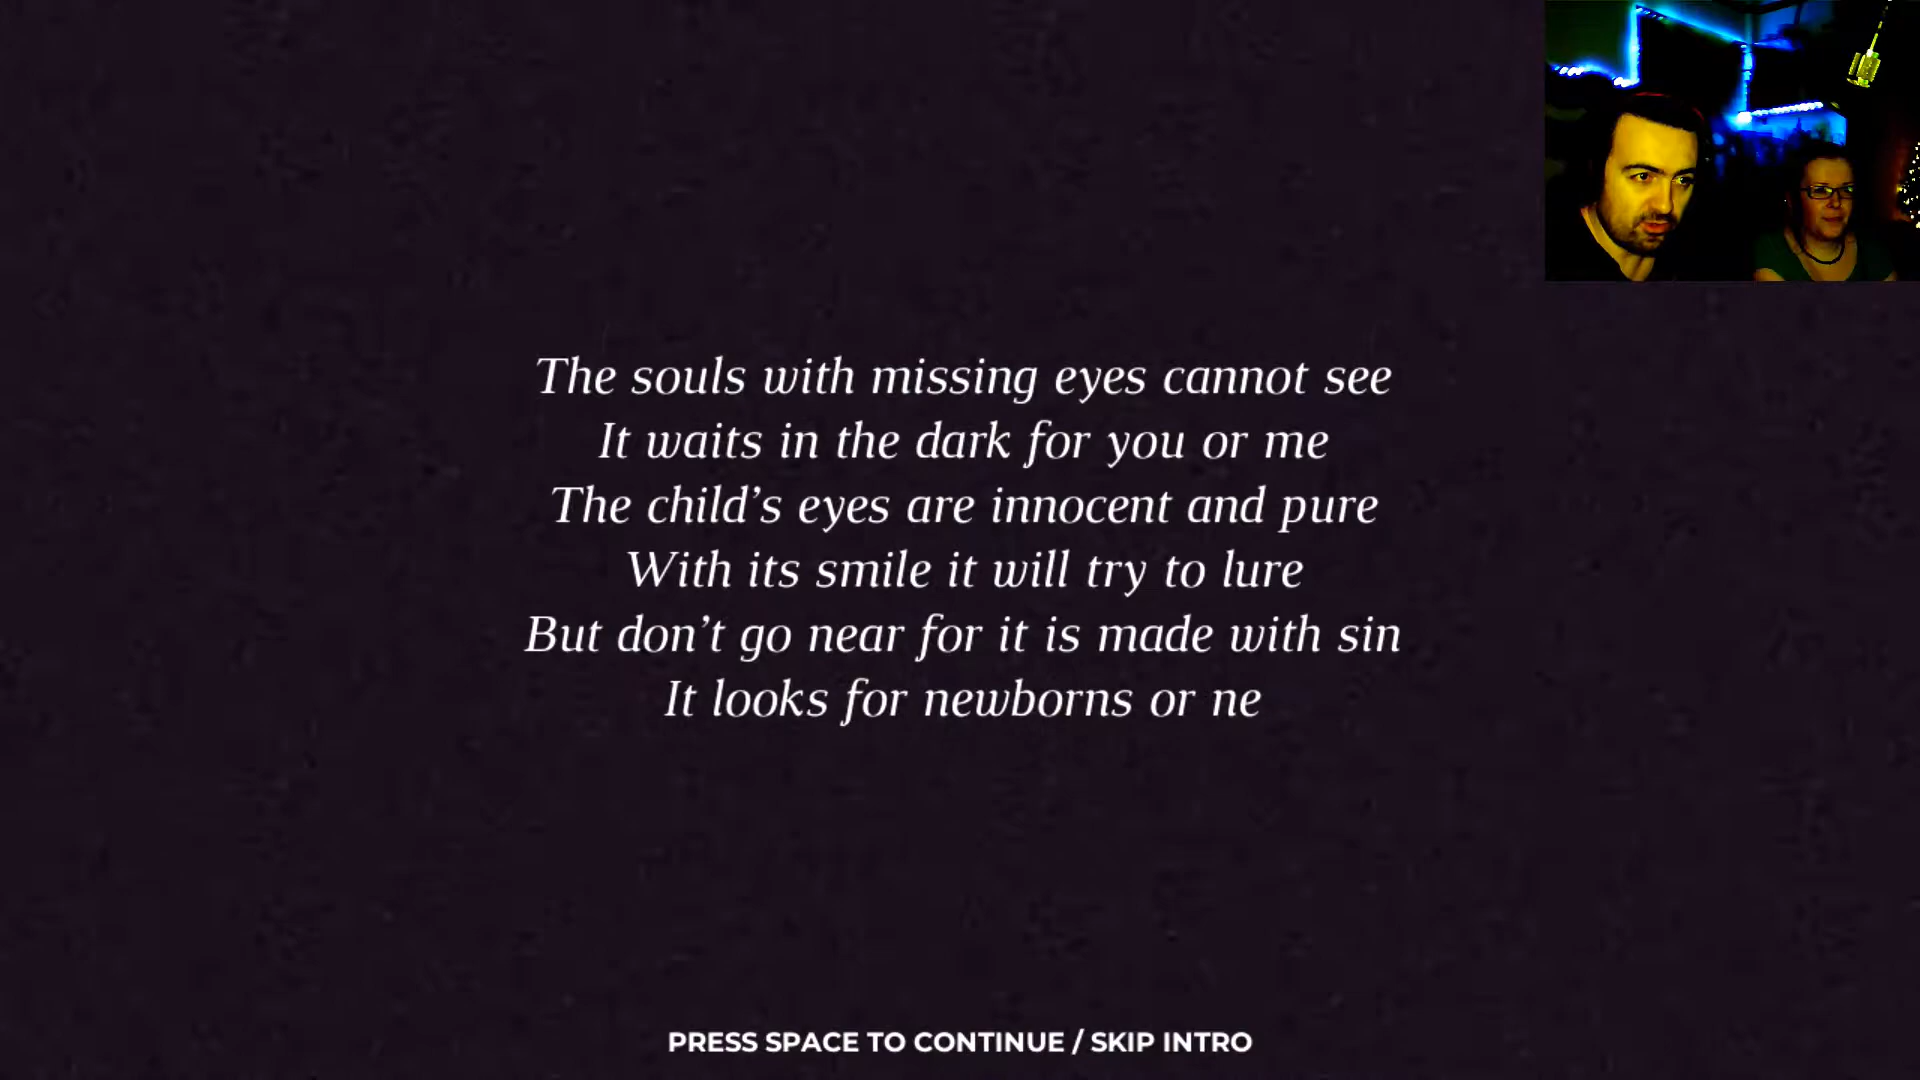 The souls with missing eyes cannot see
It waits in the dark for you or me
The child’s eyes are innocent and pure
With its smile it will try to lure
But don’t go near for it is made with sin
It looks for newborns or ne
PRESS SPACE TO CONTINUE / SKIP INTRO